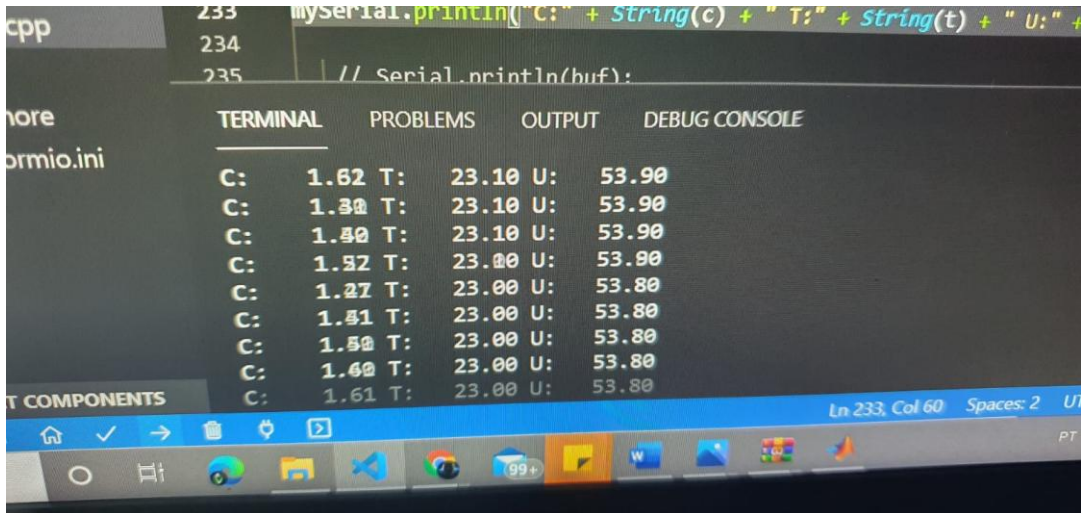 cpp
233 mySerial.println("C:" + String(c) + " T:" + String(t) + " U:" +
234
235 // Serial.println(buf);
TERMINAL PROBLEMS OUTPUT DEBUG CONSOLE
ormio.ini
C: 1.62 T: 23.10 U: 53.90
C: T: 23.10 U: 53.90
C: T: 23.10 U: 53.90
C: T: U: 53.90
C: T: 23.00 U: 53.80
C: T: 23.00 U: 53.80
C: T: 23.00 U: 53.80
C: T: 23.00 U: 53.80
C: 1.61 T: 23.00 U: 53.80
T COMPONENTS
Ln 233, Col 60 Spaces: 2 UT
99+
W
PT